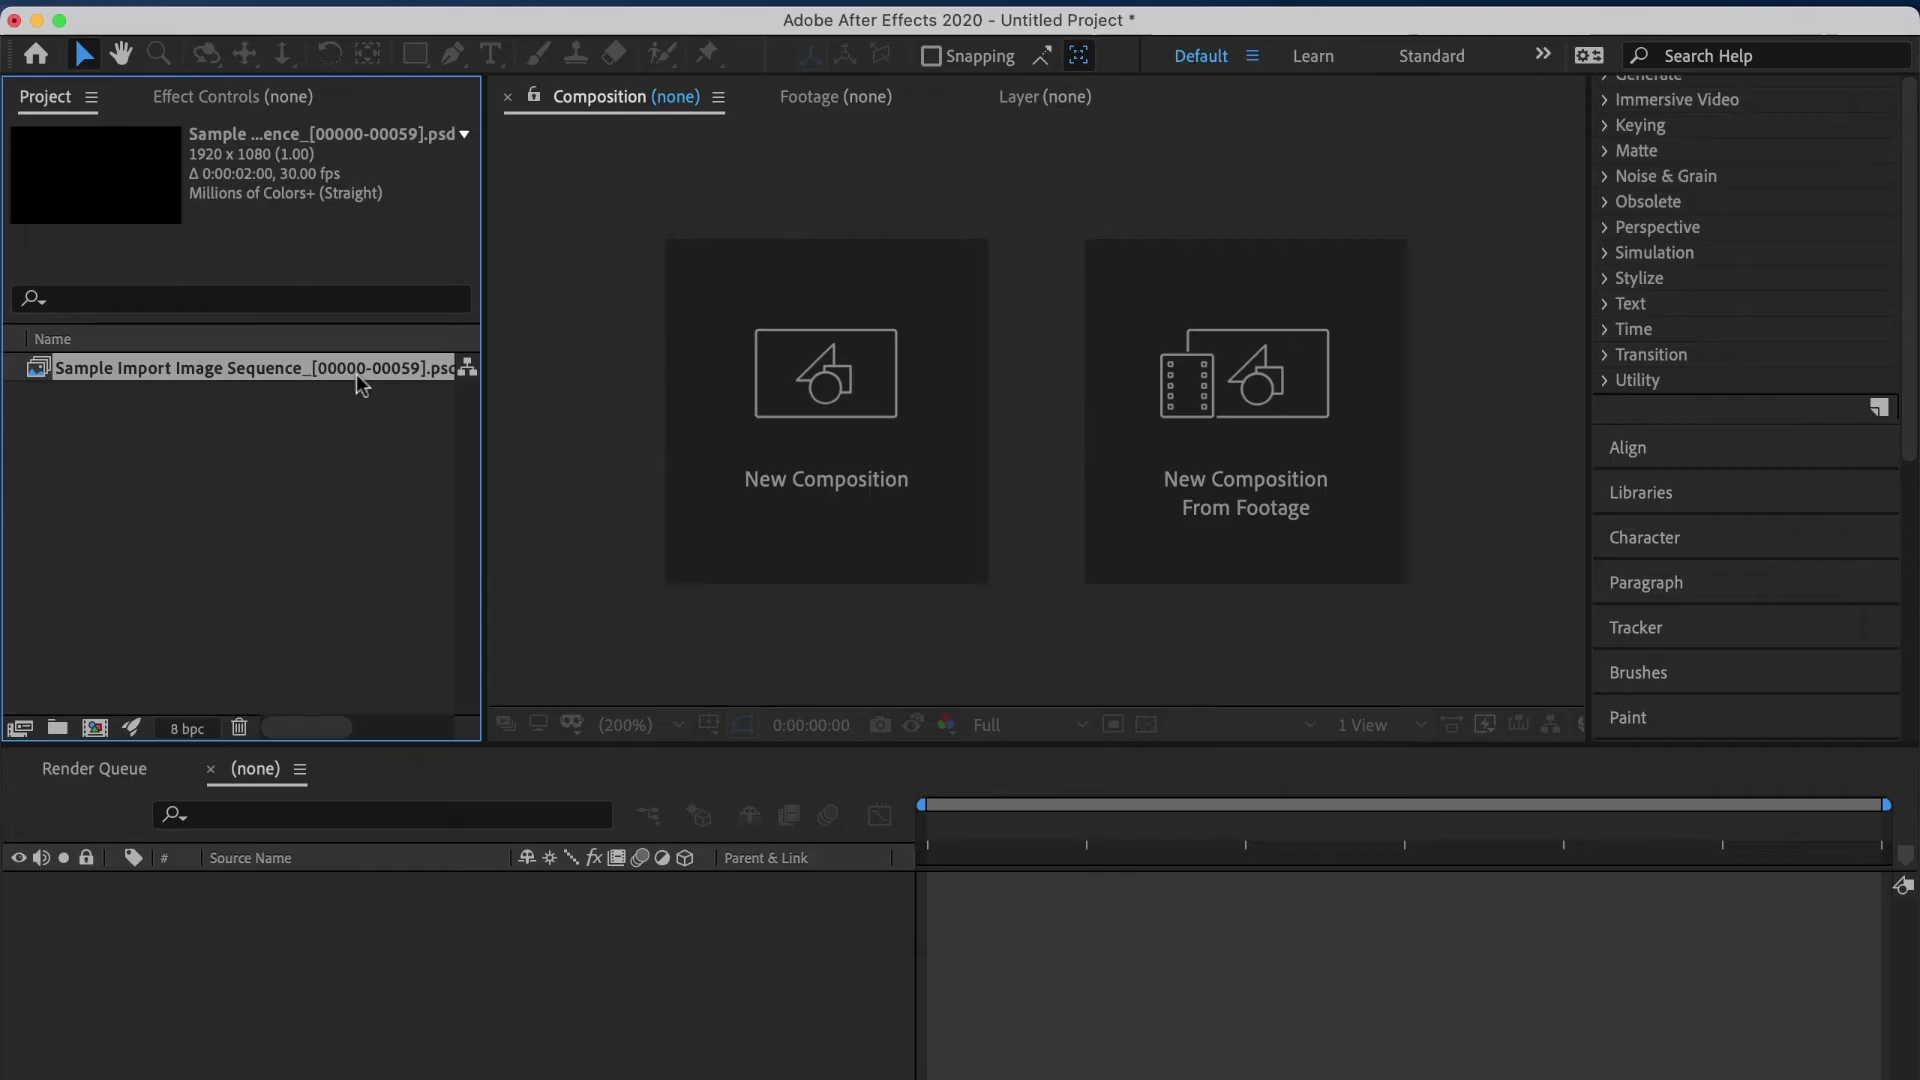 Adobe After Effects 2020 - Untitled Project *
Snapping
Default
Learn
Standard
Search Help
Project
Effect Controls (none)
Sample ...ence_[00000-00059].psd
1920 x 1080 (1.00)
Δ 0:00:02:00, 30.00 fps
Millions of Colors+ (Straight)
Name
Sample Import Image Sequence_[00000-00059].psd
8 bpc
Composition (none)
Footage (none)
Layer (none)
New Composition
New Composition
From Footage
(200%)
0:00:00:00
Full
1 View
Generate
Immersive Video
Keying
Matte
Noise & Grain
Obsolete
Perspective
Simulation
Stylize
Text
Time
Transition
Utility
Align
Libraries
Character
Paragraph
Tracker
Brushes
Paint
Render Queue
(none)
#
Source Name
fx
Parent & Link